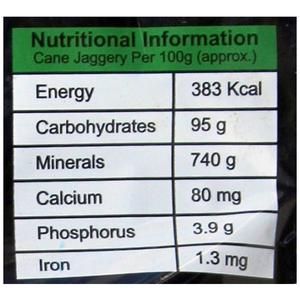 Nutritional Information
Cane Jaggery Per 100g (approx.)
Energy 383 Kcal
Carbohydrates 95 g
Minerals 740 g
Calcium 80 mg
Phosphorus 3.9 g
Iron 1.3 mg